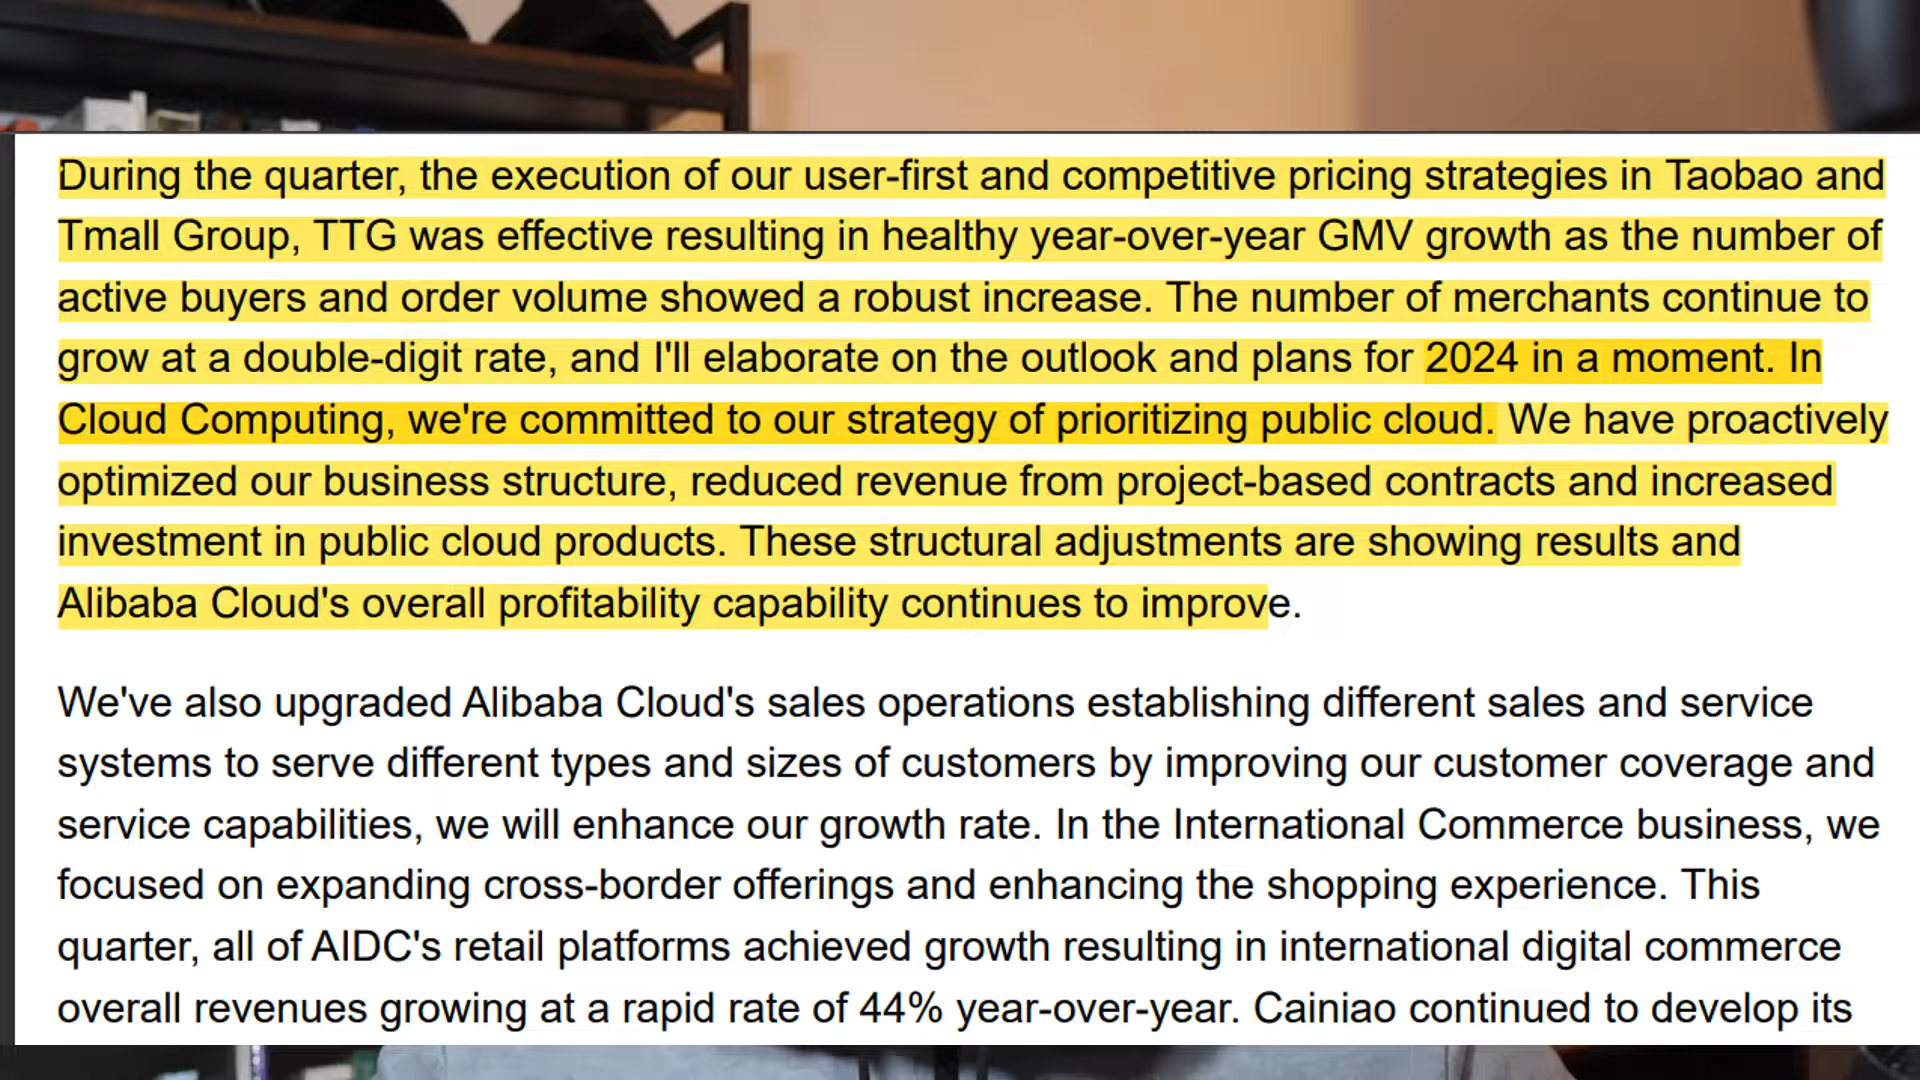 During the quarter, the execution of our user-first and competitive pricing strategies in Taobao and
Tmall Group, TTG was effective resulting in healthy year-over-year GMV growth as the number of
active buyers and order volume showed a robust increase. The number of merchants continue to
grow at a double-digit rate, and I'll elaborate on the outlook and plans for 2024 in a moment. In
Cloud Computing, we're committed to our strategy of prioritizing public cloud. We have proactively
optimized our business structure, reduced revenue from project-based contracts and increased
investment in public cloud products. These structural adjustments are showing results and
Alibaba Cloud's overall profitability capability continues to improve.
We've also upgraded Alibaba Cloud's sales operations establishing different sales and service
systems to serve different types and sizes of customers by improving our customer coverage and
service capabilities, we will enhance our growth rate. In the International Commerce business, we
focused on expanding cross-border offerings and enhancing the shopping experience. This
quarter, all of AIDC's retail platforms achieved growth resulting in international digital commerce
overall revenues growing at a rapid rate of 44% year-over-year. Cainiao continued to develop its